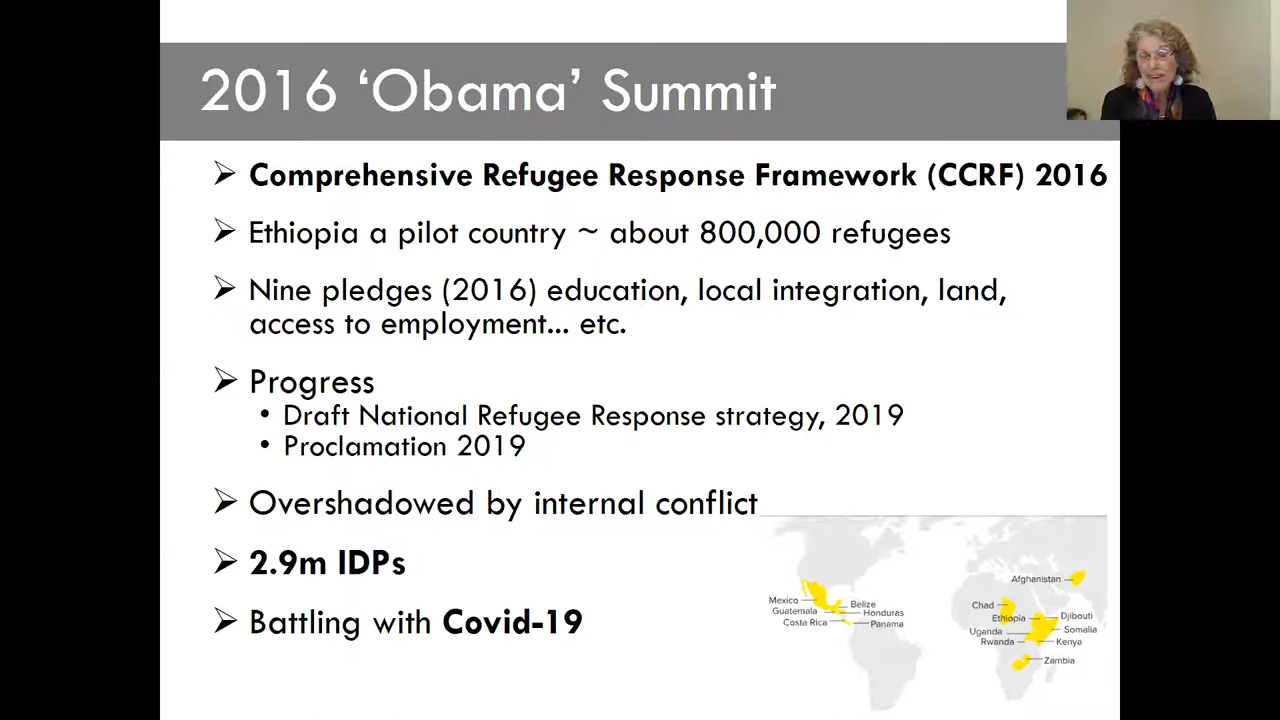 2016 ‘Obama’ Summit
➢ Comprehensive Refugee Response Framework (CCRF) 2016
➢ Ethiopia a pilot country ~ about 800,000 refugees
➢ Nine pledges (2016) education, local integration, land,
access to employment... etc.
➢ Progress
• Draft National Refugee Response strategy, 2019
• Proclamation 2019
➢ Overshadowed by internal conflict
➢ 2.9m IDPs
➢ Battling with Covid-19
Mexico
Guatemala
Costa Rica
Belize
Honduras
Panama
Afghanistan
Chad
Ethiopia
Uganda
Rwanda
Djibouti
Somalia
Kenya
Zambia